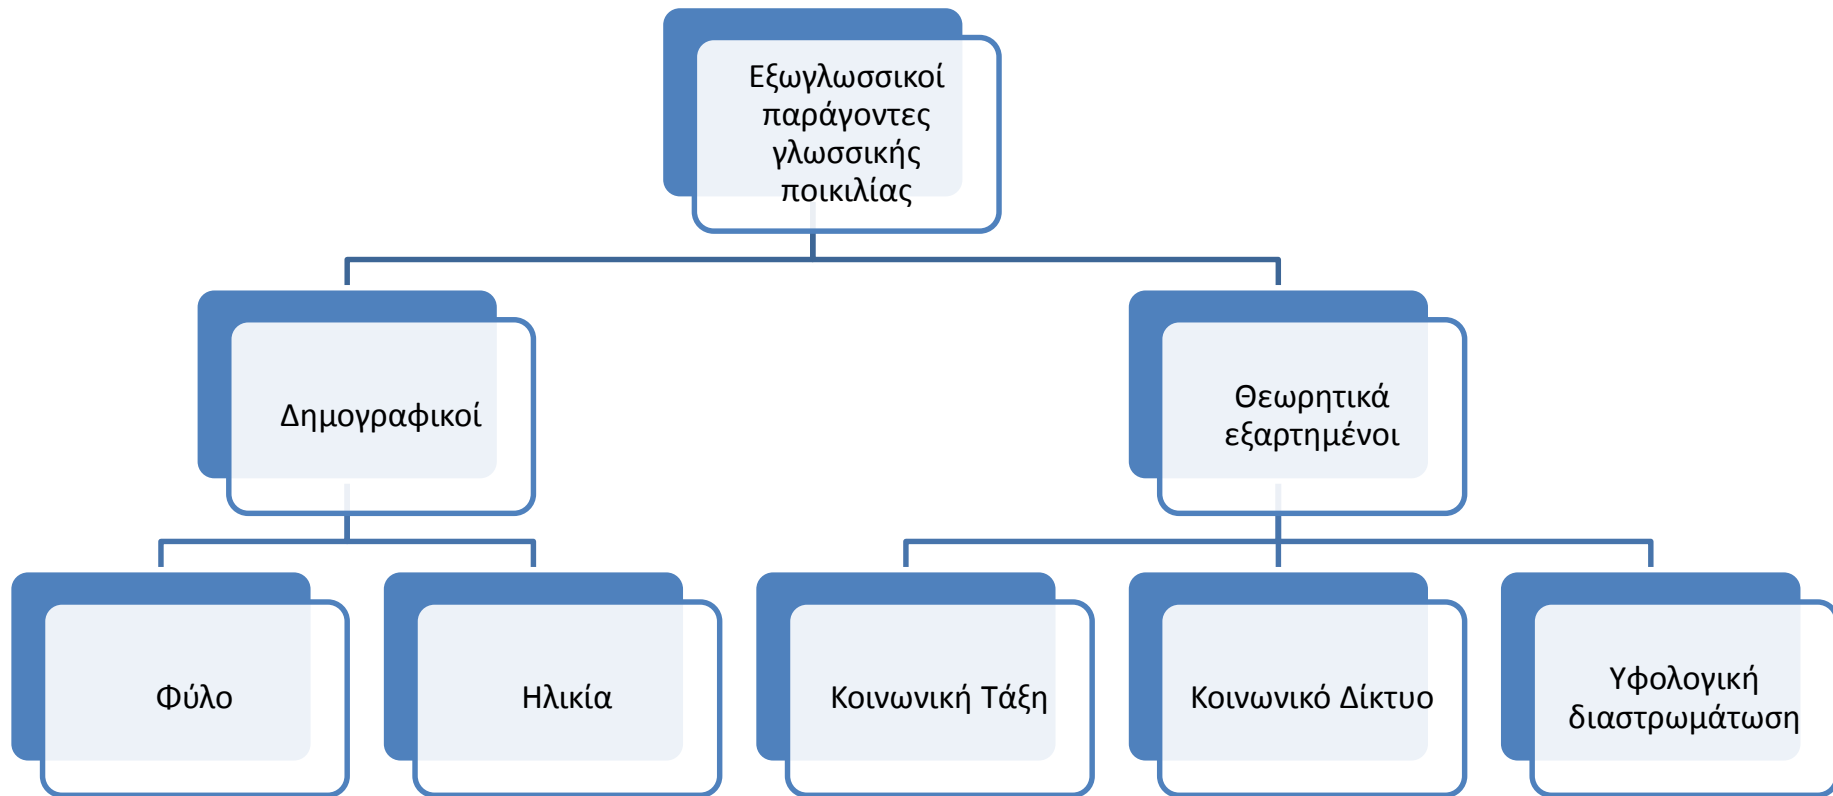 Εξωγλωσσικοί
παράγοντες
γλωσσικής
ποικιλίας
Δημογραφικοί
Θεωρητικά
εξαρτημένοι
Φύλο
Ηλικία
Κοινωνική Τάξη
Κοινωνικό Δίκτυο
Υφολογική
διαστρωμάτωση